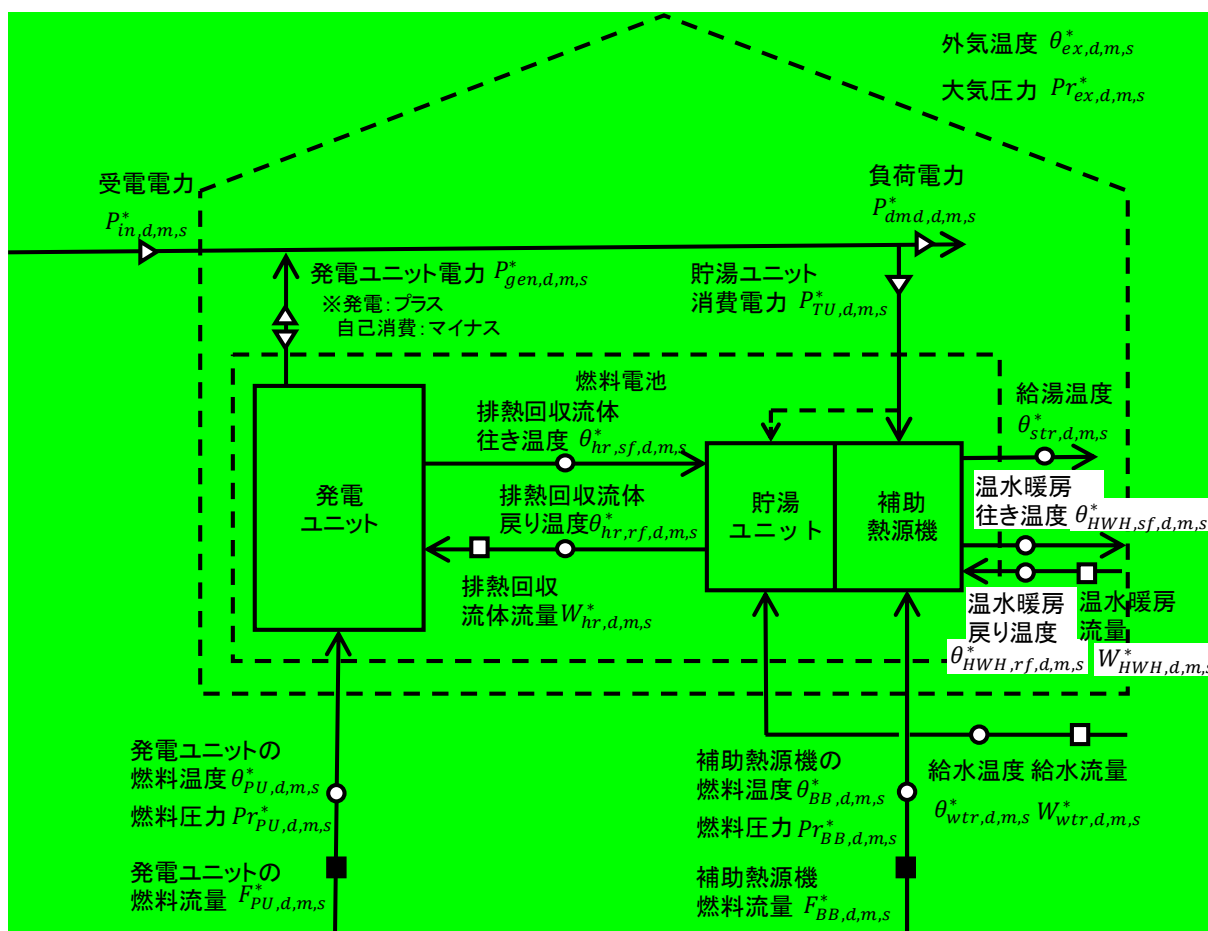 外気温度 θ*ex,d,m,s
大気圧力 Pr*ex,d,m,s
受電電力
P*in,d,m,s
負荷電力
P*dmd,d,m,s
発電ユニット電力 P*gen,d,m,s
※発電：プラス
自己消費：マイナス
貯湯ユニット
消費電力 P*TU,d,m,s
燃料電池
排熱回収流体
往き温度 θ*hr,sf,d,m,s
給湯温度
θ*str,d,m,s
発電
ユニット
排熱回収流体
戻り温度θ*hr,rf,d,m,s
貯湯
ユニット
補助
熱源機
温水暖房
往き温度 θ*HWH,sf,d,m,s
排熱回収
流体流量W*hr,d,m,s
温水暖房
戻り温度
θ*HWH,rf,d,m,s
温水暖房
流量
W*HWH,d,m,s
発電ユニットの
燃料温度 θ*PU,d,m,s
燃料圧力 Pr*PU,d,m,s
補助熱源機の
燃料温度θ*BB,d,m,s
燃料圧力 Pr*BB,d,m,s
給水温度 給水流量
θ*wtr,d,m,s W*wtr,d,m,s
発電ユニットの
燃料流量 F*PU,d,m,s
補助熱源機
燃料流量 F*BB,d,m,s